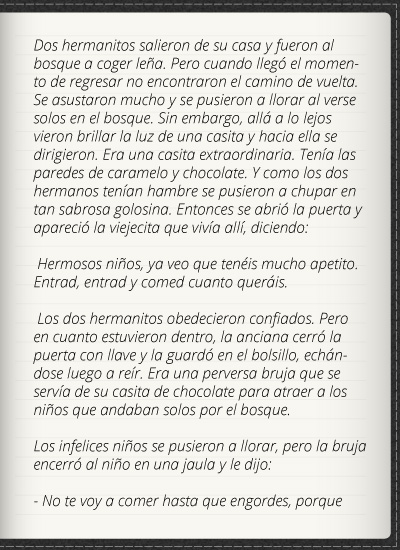 Dos hermanitos salieron de su casa y fueron al
bosque a coger leña. Pero cuando llegó el momen-
to de regresar no encontraron el camino de vuelta.
Se asustaron mucho y se pusieron a llorar al verse
solos en el bosque. Sin embargo, allá a lo lejos
vieron brillar la luz de una casita y hacia ella se
dirigieron. Era una casita extraordinaria. Tenía las
paredes de caramelo y chocolate. Y como los dos
hermanos tenían hambre se pusieron a chupar en
tan sabrosa golosina. Entonces se abrió la puerta y
apareció la viejecita que vivía allí, diciendo:
Hermosos niños, ya veo que tenéis mucho apetito.
Entrad, entrad y comed cuanto queráis.
Los dos hermanitos obedecieron confiados. Pero
en cuanto estuvieron dentro, la anciana cerró la
puerta con llave y la guardó en el bolsillo, echán-
dose luego a reír. Era una perversa bruja que se
servía de su casita de chocolate para atraer a los
niños que andaban solos por el bosque.
Los infelices niños se pusieron a llorar, pero la bruja
encerró al niño en una jaula y le dijo:
- No te voy a comer hasta que engordes, porque